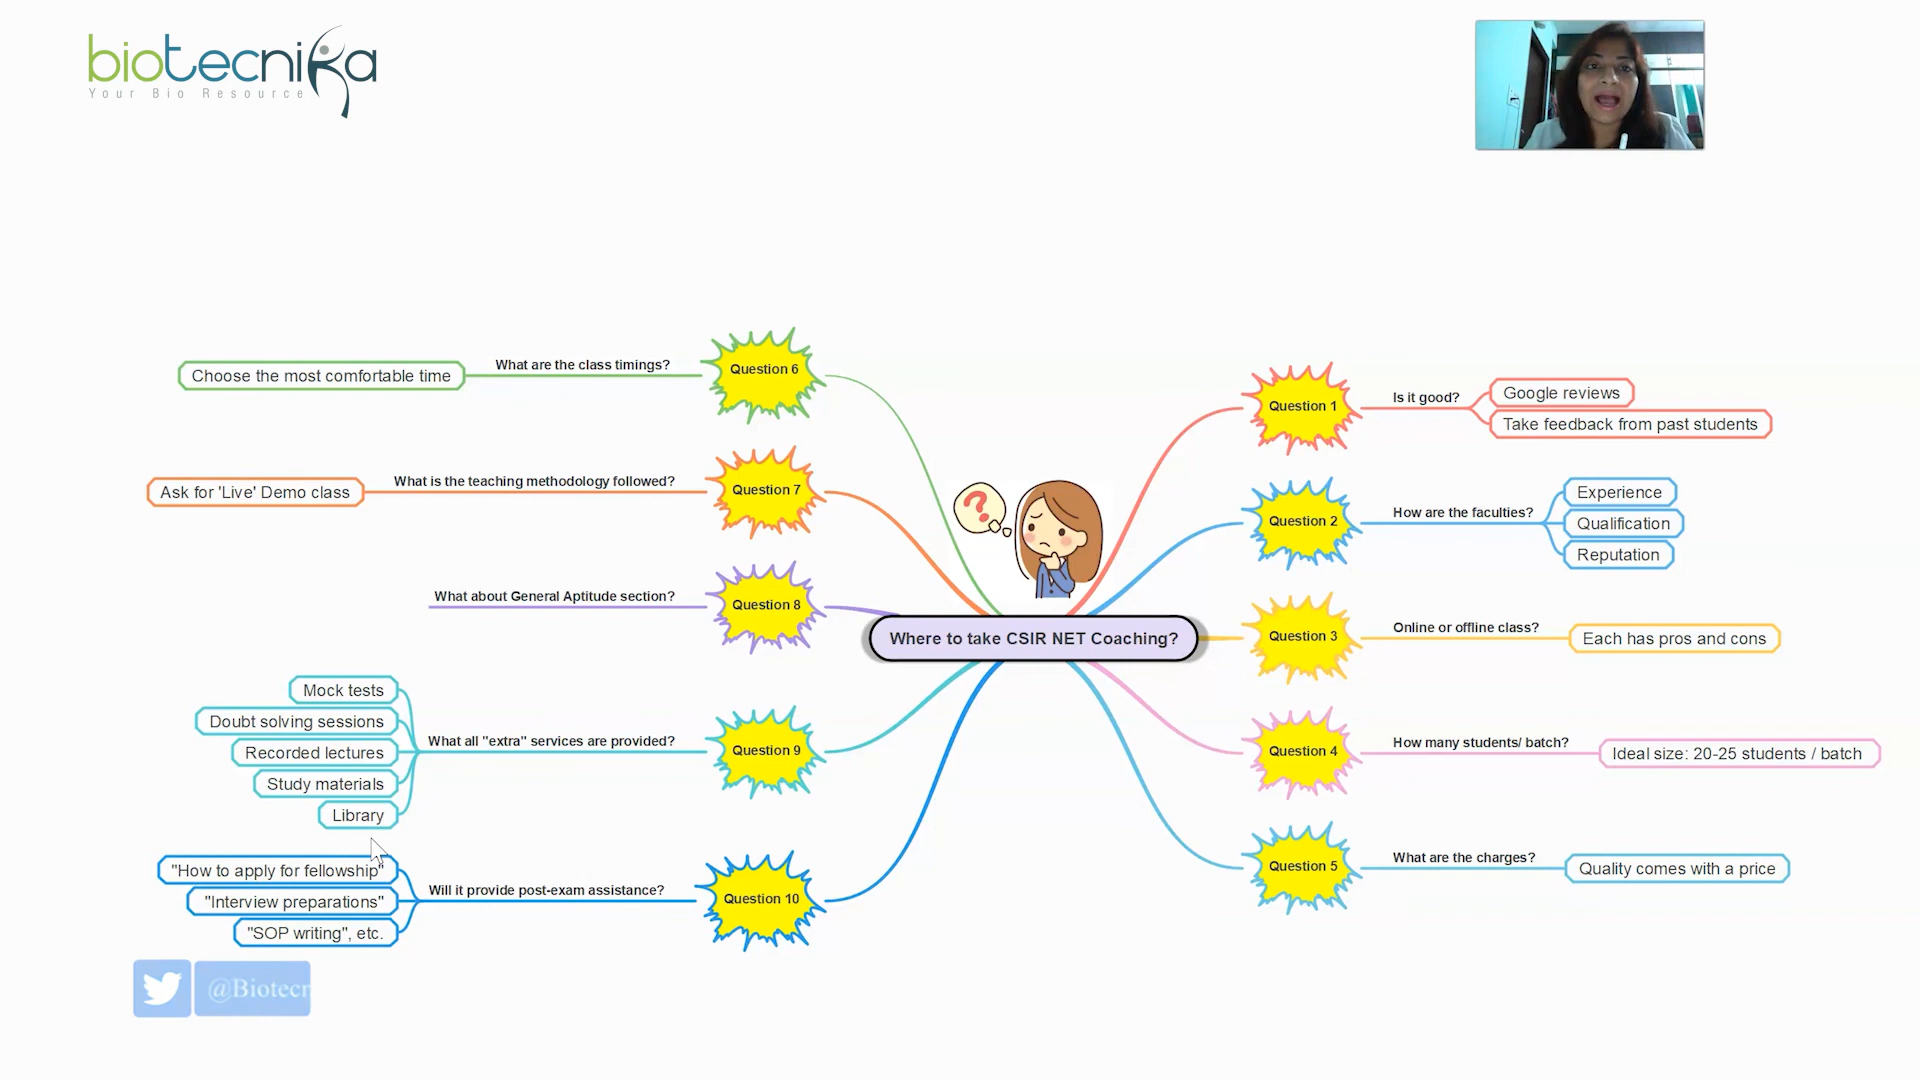 biotecnika
Your Bio Resource
Question 6
What are the class timings?
Choose the most comfortable time
Question 7
What is the teaching methodology followed?
Ask for 'Live' Demo class
Question 8
What about General Aptitude section?
Question 9
What all "extra" services are provided?
Mock tests
Doubt solving sessions
Recorded lectures
Study materials
Library
Question 10
Will it provide post-exam assistance?
"How to apply for fellowship"
"Interview preparations"
"SOP writing", etc.
?
Where to take CSIR NET Coaching?
Question 1
Is it good?
Google reviews
Take feedback from past students
Question 2
How are the faculties?
Experience
Qualification
Reputation
Question 3
Online or offline class?
Each has pros and cons
Question 4
How many students/ batch?
Ideal size: 20-25 students / batch
Question 5
What are the charges?
Quality comes with a price